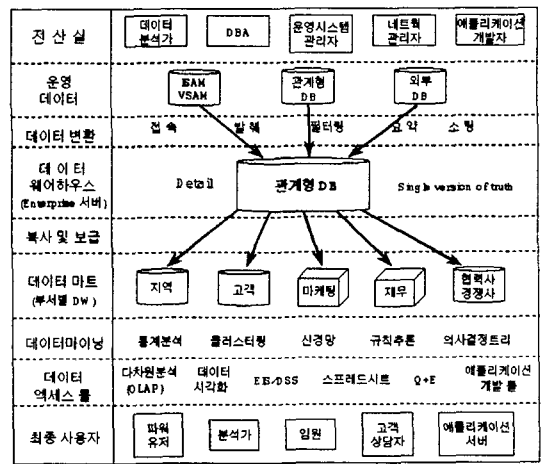 전 산 실
데이터
분석가
DBA
운영시스템
관리자
네트웍
관리자
애플리케이션
개발자
운영
데이터
ISAM
VSAM
관계형
DB
외부
DB
데이터 변환
접 속
발 췌
필터링
요 약
소 팅
데 이 터
웨어하우스
(Enterprise 서버)
Detail
관계형 DB
Single version of truth
복사 및 보급
데이터 마트
(부서별 DW)
지역
고객
마케팅
재무
협력사
경쟁사
데이터마이닝
통계분석
클러스터링
신경망
규칙추론
의사결정트리
데이터
엑세스 툴
다차원분석
(OLAP)
데이터
시각화
EIS/DSS
스프레드시트
Q+E
애플리케이션
개발 툴
최종 사용자
파워
유저
분석가
임원
고객
상담자
애플리케이션
서버